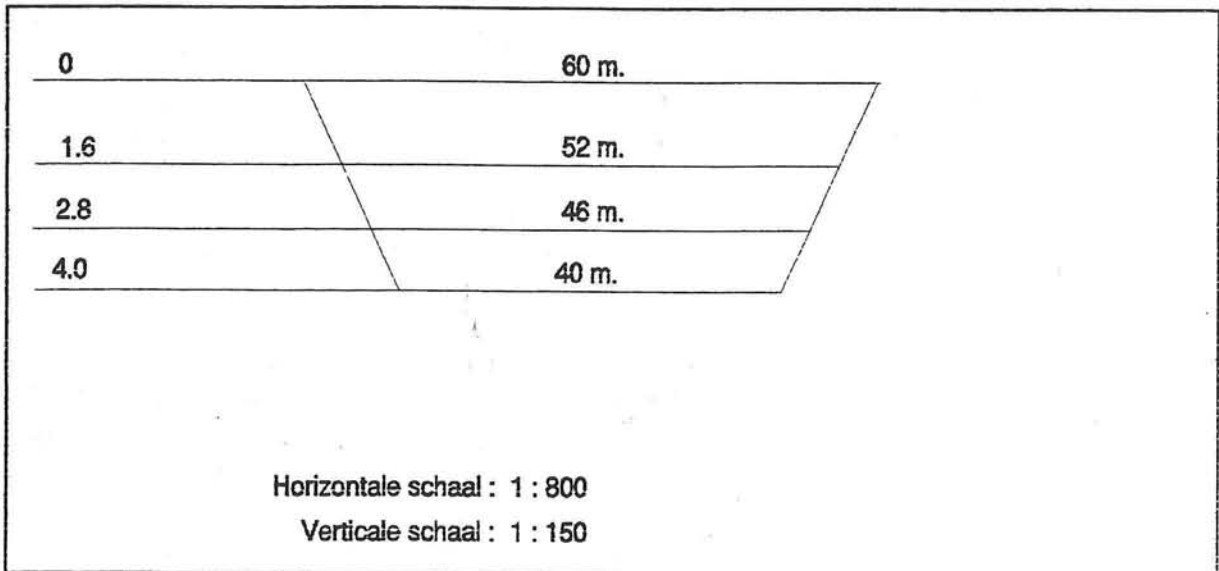 0 60 m.
1.6 52 m.
2.8 46 m.
4.0 40 m.
Horizontale schaal : 1 : 800
Verticale schaal : 1 : 150